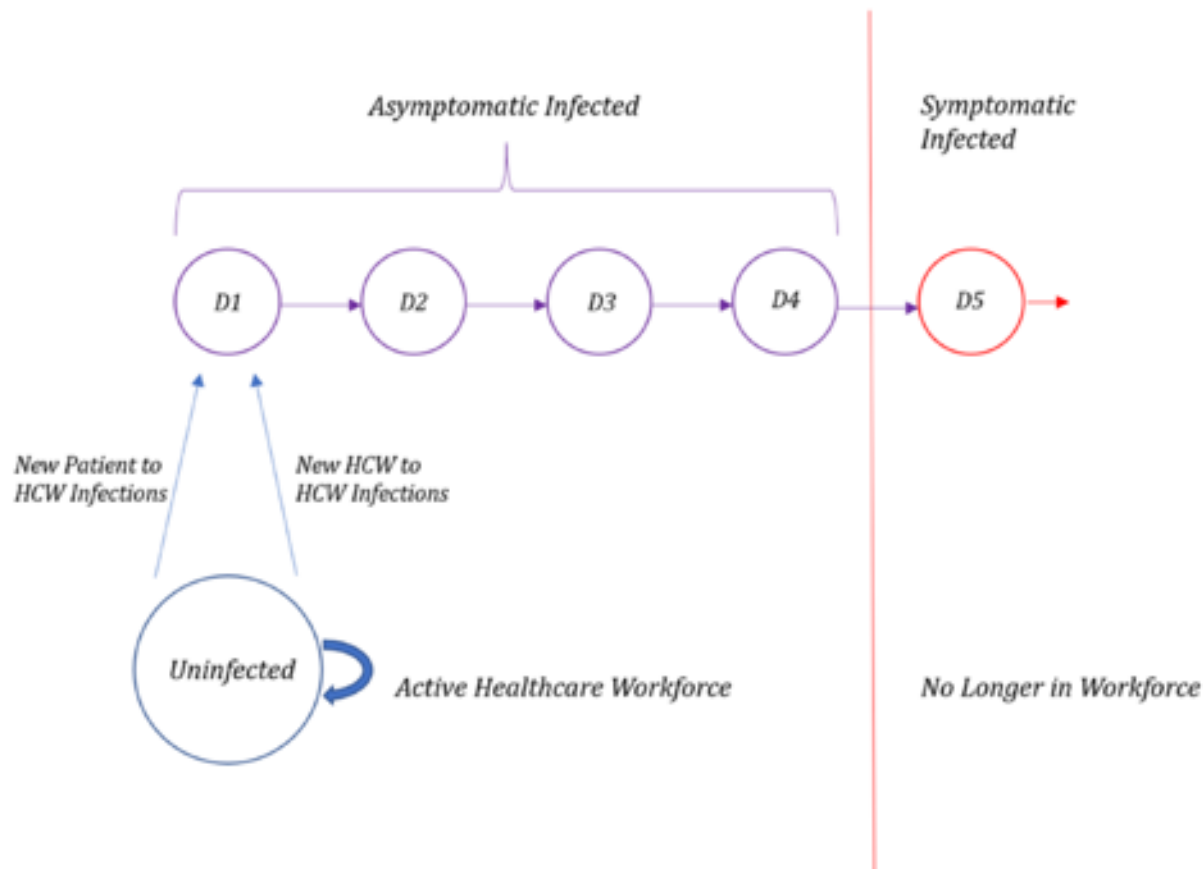 Asymptomatic Infected
Symptomatic
Infected
D1
D2
D3
D4
D5
New Patient to
HCW Infections
New HCW to
HCW Infections
Uninfected
Active Healthcare Workforce
No Longer in Workforce